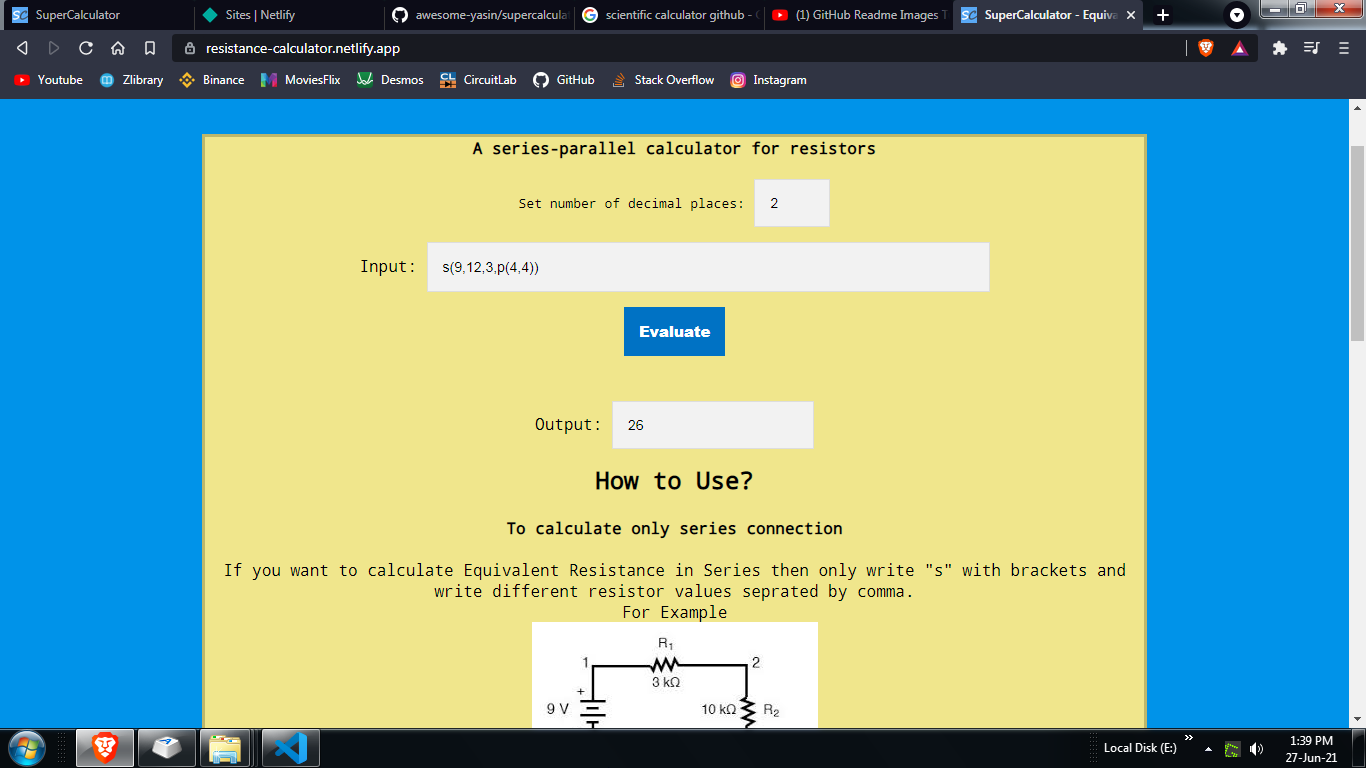 SuperCalculator
Sites | Netlify
awesome-yasin/supercalcula
scientific calculator github -
(1) GitHub Readme Images T
SuperCalculator - Equiva
resistance-calculator.netlify.app
Youtube
Zlibrary
Binance
MoviesFlix
Desmos
CircuitLab
GitHub
Stack Overflow
Instagram
A series-parallel calculator for resistors
Set number of decimal places: 2
Input: s(9,12,3,p(4,4))
Evaluate
Output: 26
How to Use?
To calculate only series connection
If you want to calculate Equivalent Resistance in Series then only write "s" with brackets and
write different resistor values seprated by comma.
For Example
R1
1
2
3 kΩ
+
9 V
10 kΩ
R2
Local Disk (E:)
1:39 PM
27-Jun-21